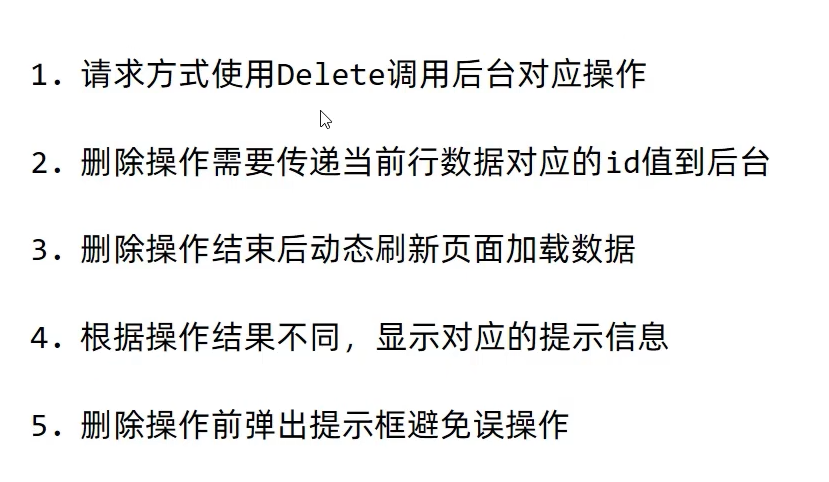 1. 请求方式使用Delete调用后台对应操作
2. 删除操作需要传递当前行数据对应的id值到后台
3. 删除操作结束后动态刷新页面加载数据
4. 根据操作结果不同，显示对应的提示信息
5. 删除操作前弹出提示框避免误操作